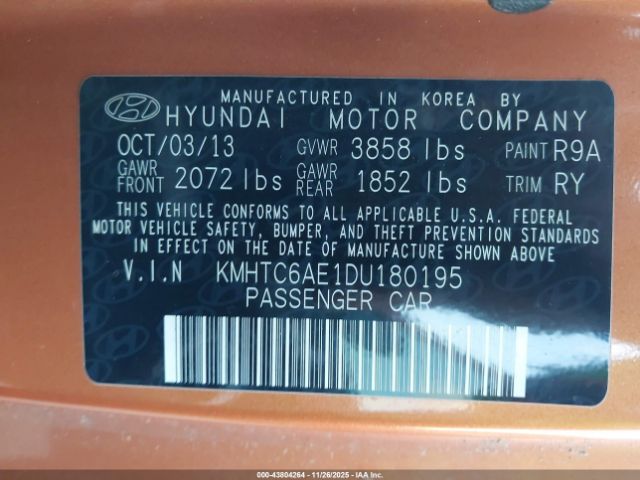 MANUFACTURED IN KOREA BY
HYUNDAI MOTOR COMPANY
OCT/03/13 GVWR 3858 lbs PAINT R9A
GAWR FRONT 2072 lbs GAWR REAR 1852 lbs TRIM RY
THIS VEHICLE CONFORMS TO ALL APPLICABLE U.S.A. FEDERAL
MOTOR VEHICLE SAFETY, BUMPER, AND THEFT PREVENTION STANDARDS
IN EFFECT ON THE DATE OF MANUFACTURE SHOWN ABOVE
V.I.N KMHTC6AE1DU180195
PASSENGER CAR
000-43804264 - 11/26/2025 - IAAI